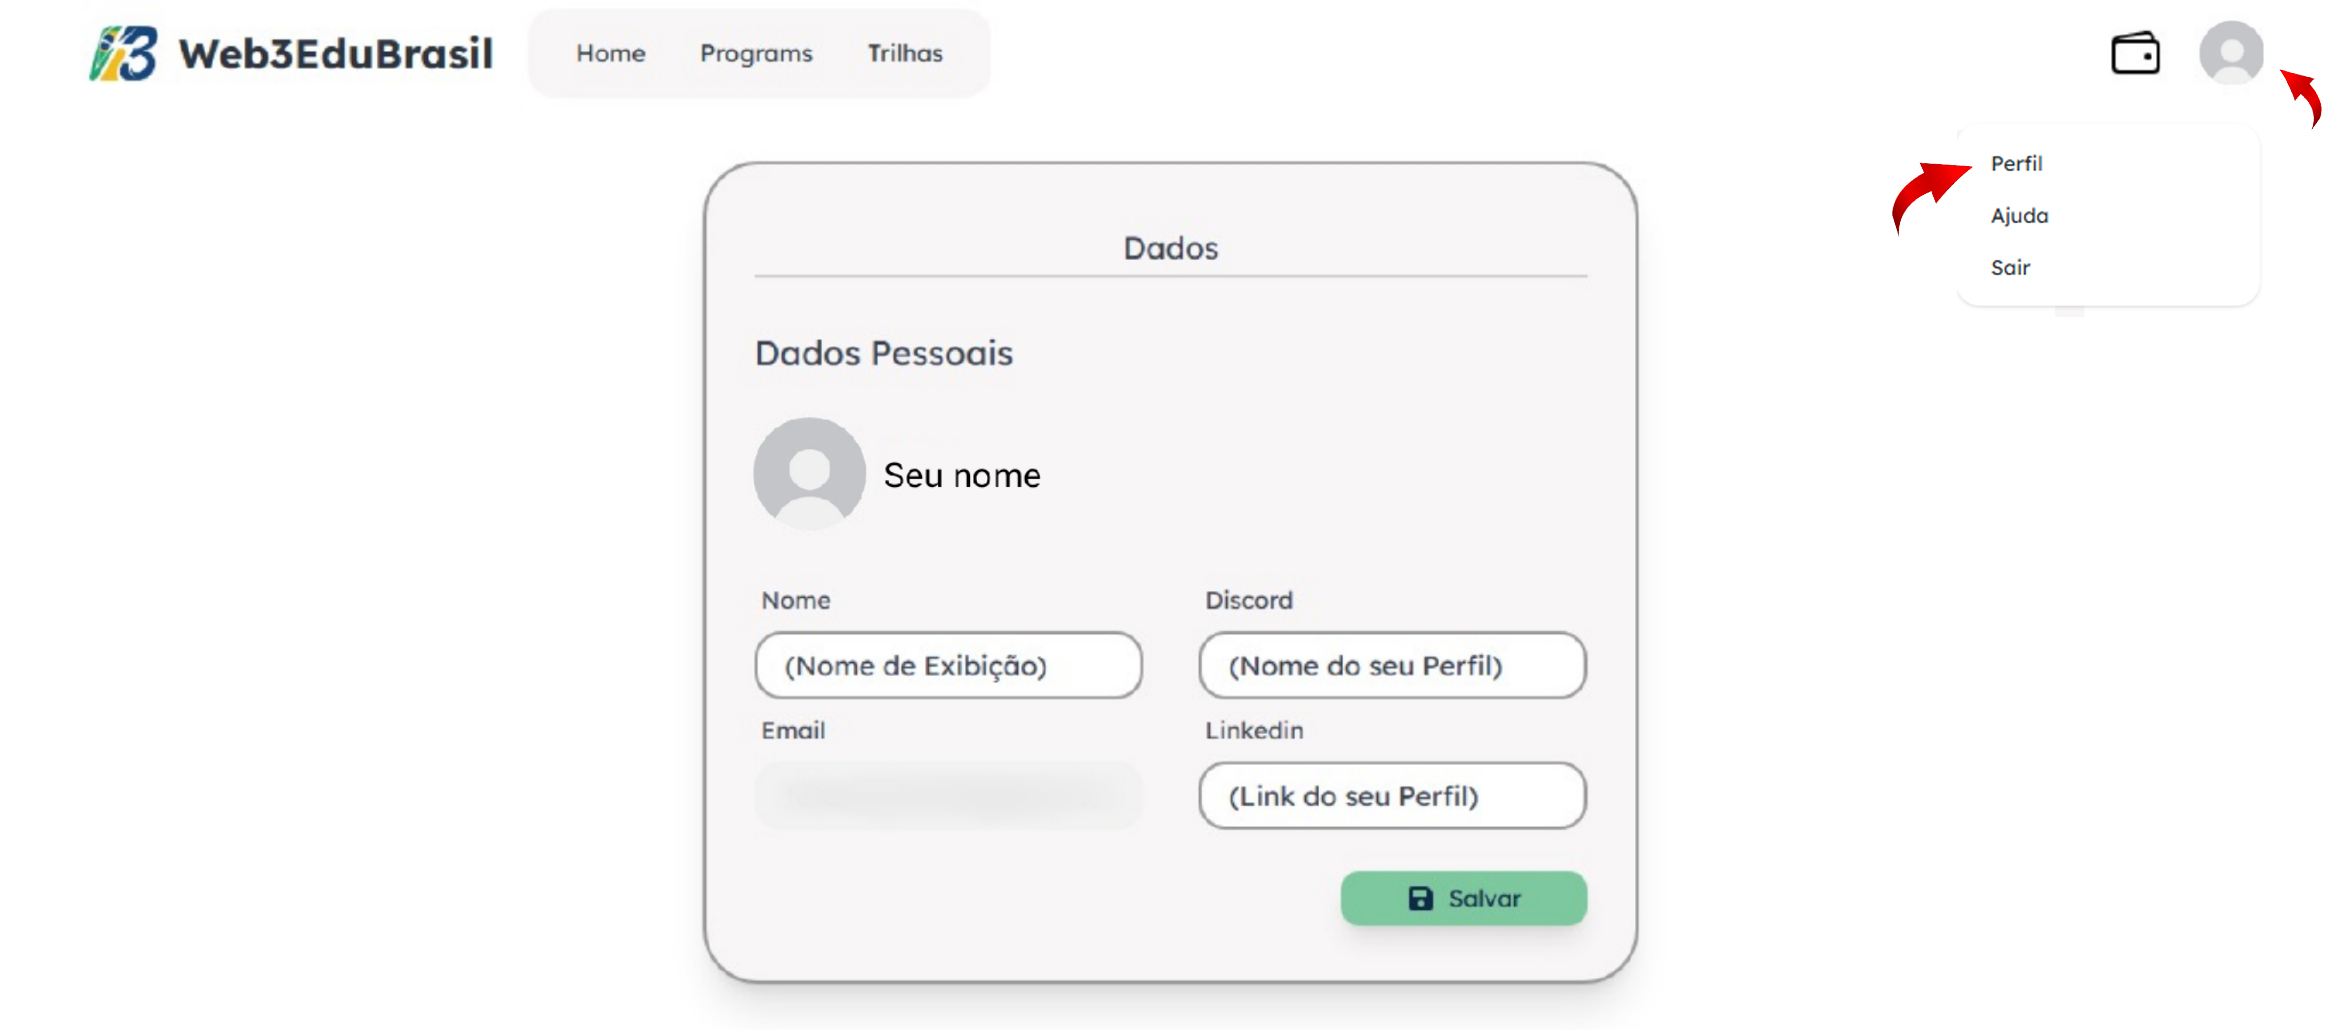 Web3EduBrasil
Home Programs Trilhas
Perfil
Ajuda
Sair
Dados
Dados Pessoais
Seu nome
Nome Discord
(Nome de Exibição) (Nome do seu Perfil)
Email Linkedin
(Link do seu Perfil)
Salvar